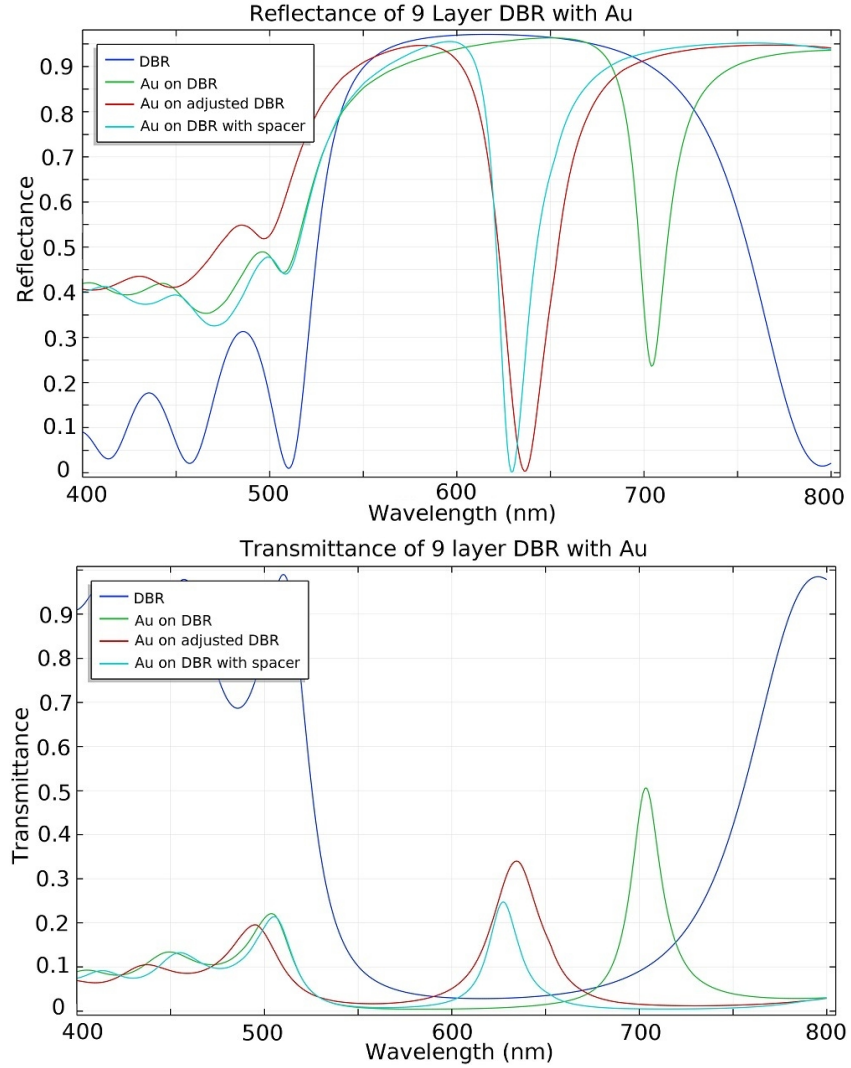 Reflectance of 9 Layer DBR with Au
DBR
Au on DBR
Au on adjusted DBR
Au on DBR with spacer
Reflectance
0.9
0.8
0.7
0.6
0.5
0.4
0.3
0.2
0.1
0
400
500
600
700
800
Wavelength (nm)
Transmittance of 9 layer DBR with Au
DBR
Au on DBR
Au on adjusted DBR
Au on DBR with spacer
Transmittance
0.9
0.8
0.7
0.6
0.5
0.4
0.3
0.2
0.1
0
400
500
600
700
800
Wavelength (nm)